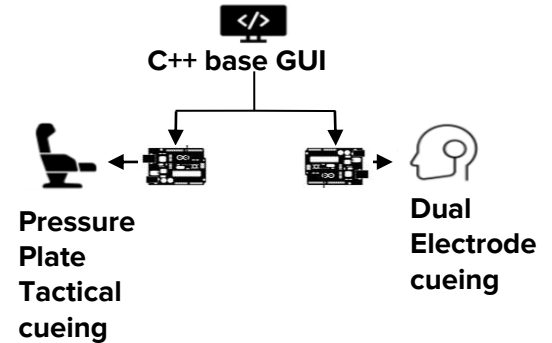 </>
C++ base GUI
Pressure
Plate
Tactical
cueing
Dual
Electrode
cueing